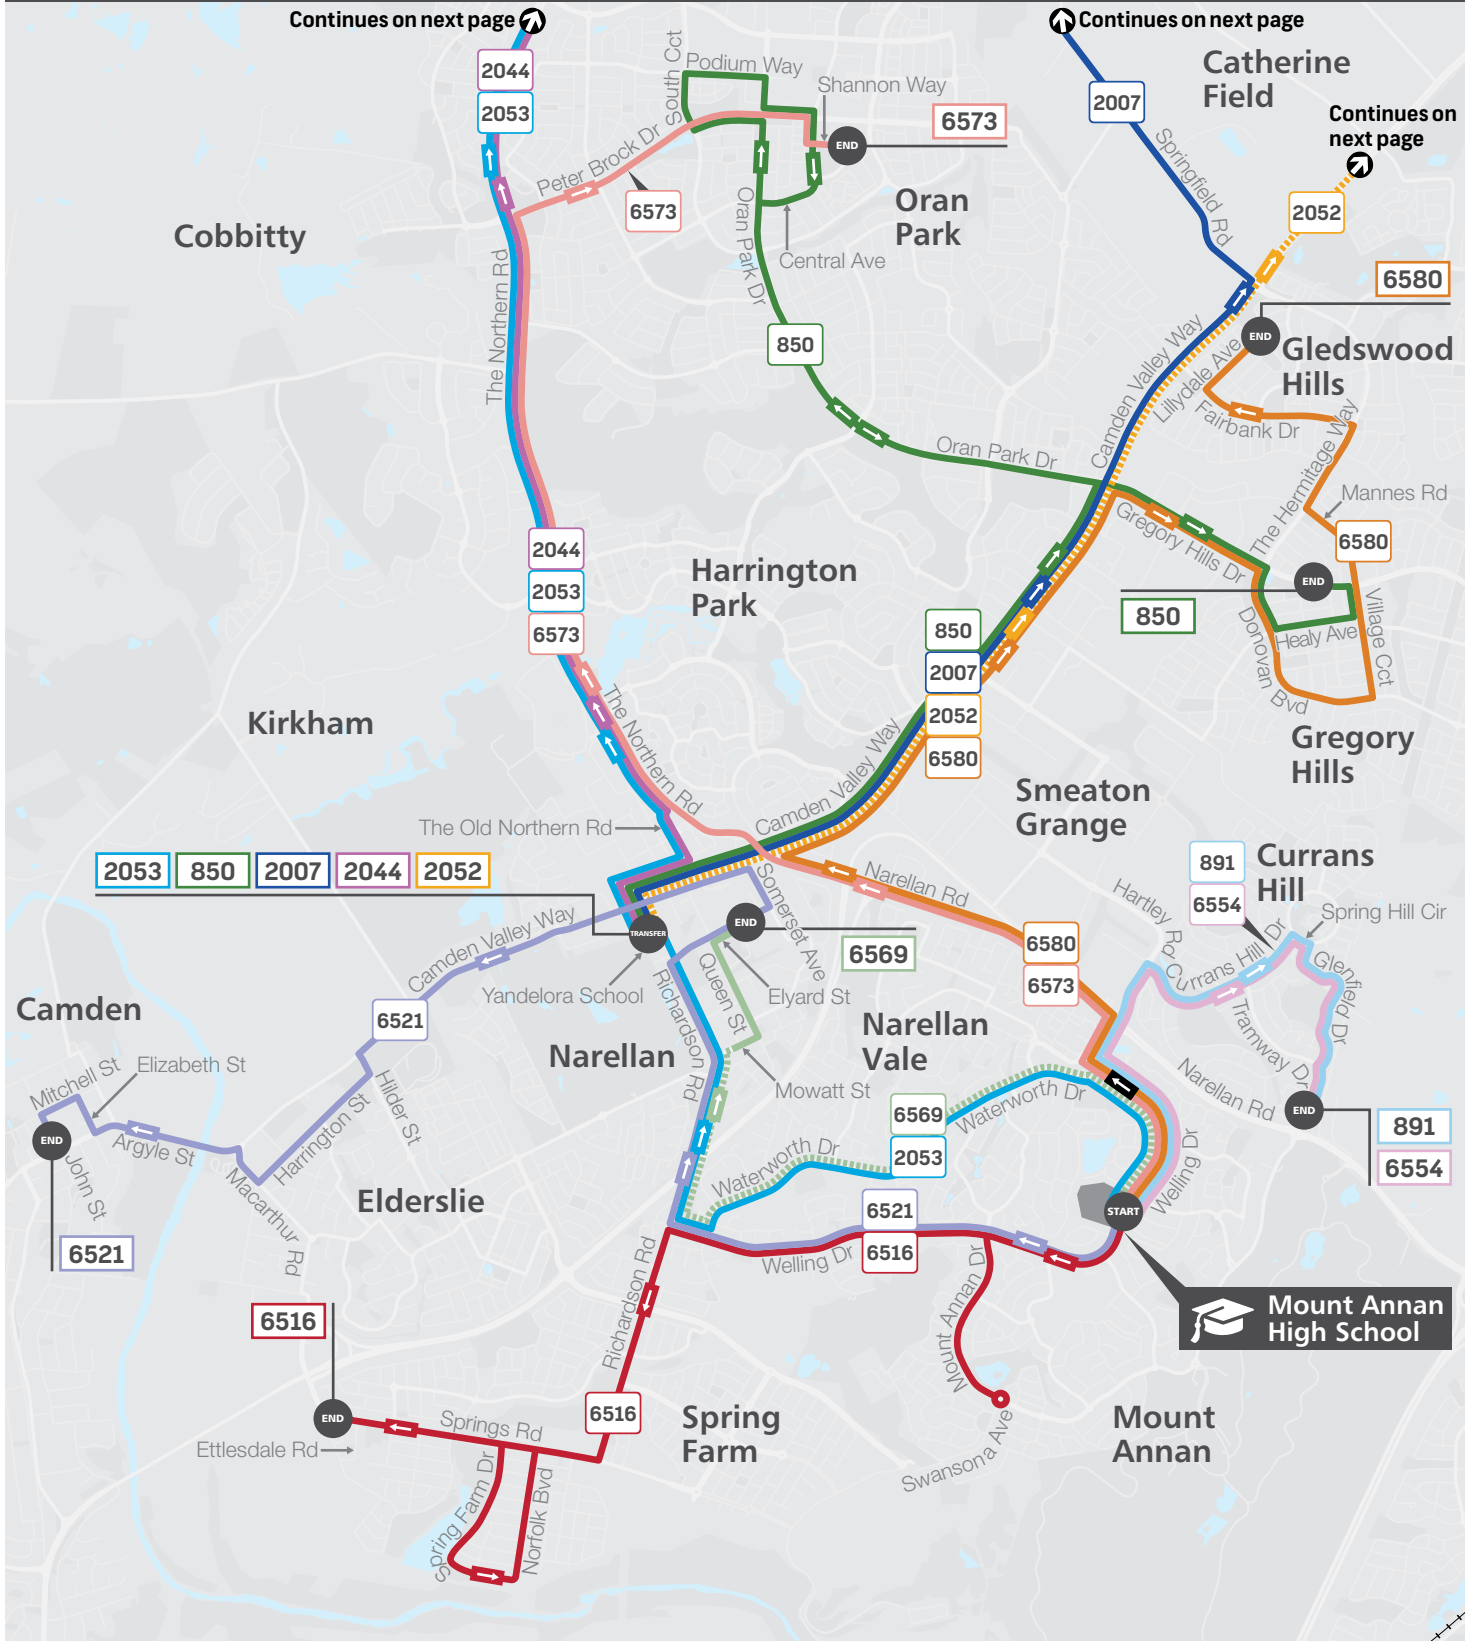 Continues on next page
Continues on next page
2044
2053
South Cct
Podium Way
Shannon Way
6573
END
Catherine
Field
2007
Continues on
next page
2052
Springfield Rd
Peter Brock Dr
6573
Oran
Park
Cobbitty
Oran Park Dr
Central Ave
The Northern Rd
850
6580
END
Gledswood
Hills
Camden Valley Way
Lillydale Ave
Fairbank Dr
Oran Park Dr
The Hermitage Way
Mannes Rd
Gregory Hills Dr
6580
2044
2053
6573
Harrington
Park
END
850
Healy Ave
Village Cct
Donovan Bvd
850
2007
2052
6580
Kirkham
The Northern Rd
Gregory
Hills
Camden Valley Way
Smeaton
Grange
The Old Northern Rd
2053
850
2007
2044
2052
891
6554
Currans
Hill
Narellan Rd
Hartley Rd
Spring Hill Cir
Currans Hill Dr
Glenfield Dr
Camden Valley Way
TRANSFER
Somerset Ave
END
6569
6580
6573
Yandelora School
Queen St
Elyard St
Tramway Dr
Camden
6521
Richardson Rd
Narellan
Narellan
Vale
Mowatt St
Narellan Rd
Mitchell St
Elizabeth St
END
Argyle St
Hilder St
Harrington St
6569
2053
Waterworth Dr
Waterworth Dr
END
891
6554
John St
Macarthur Rd
Elderslie
Welling Dr
6521
6521
6516
START
Welling Dr
Richardson Rd
Mount Annan Dr
Mount Annan
High School
6516
END
Springs Rd
6516
Ettlesdale Rd
Spring
Farm
Swansona Ave
Mount
Annan
Spring Farm Dr
Norfolk Bvd